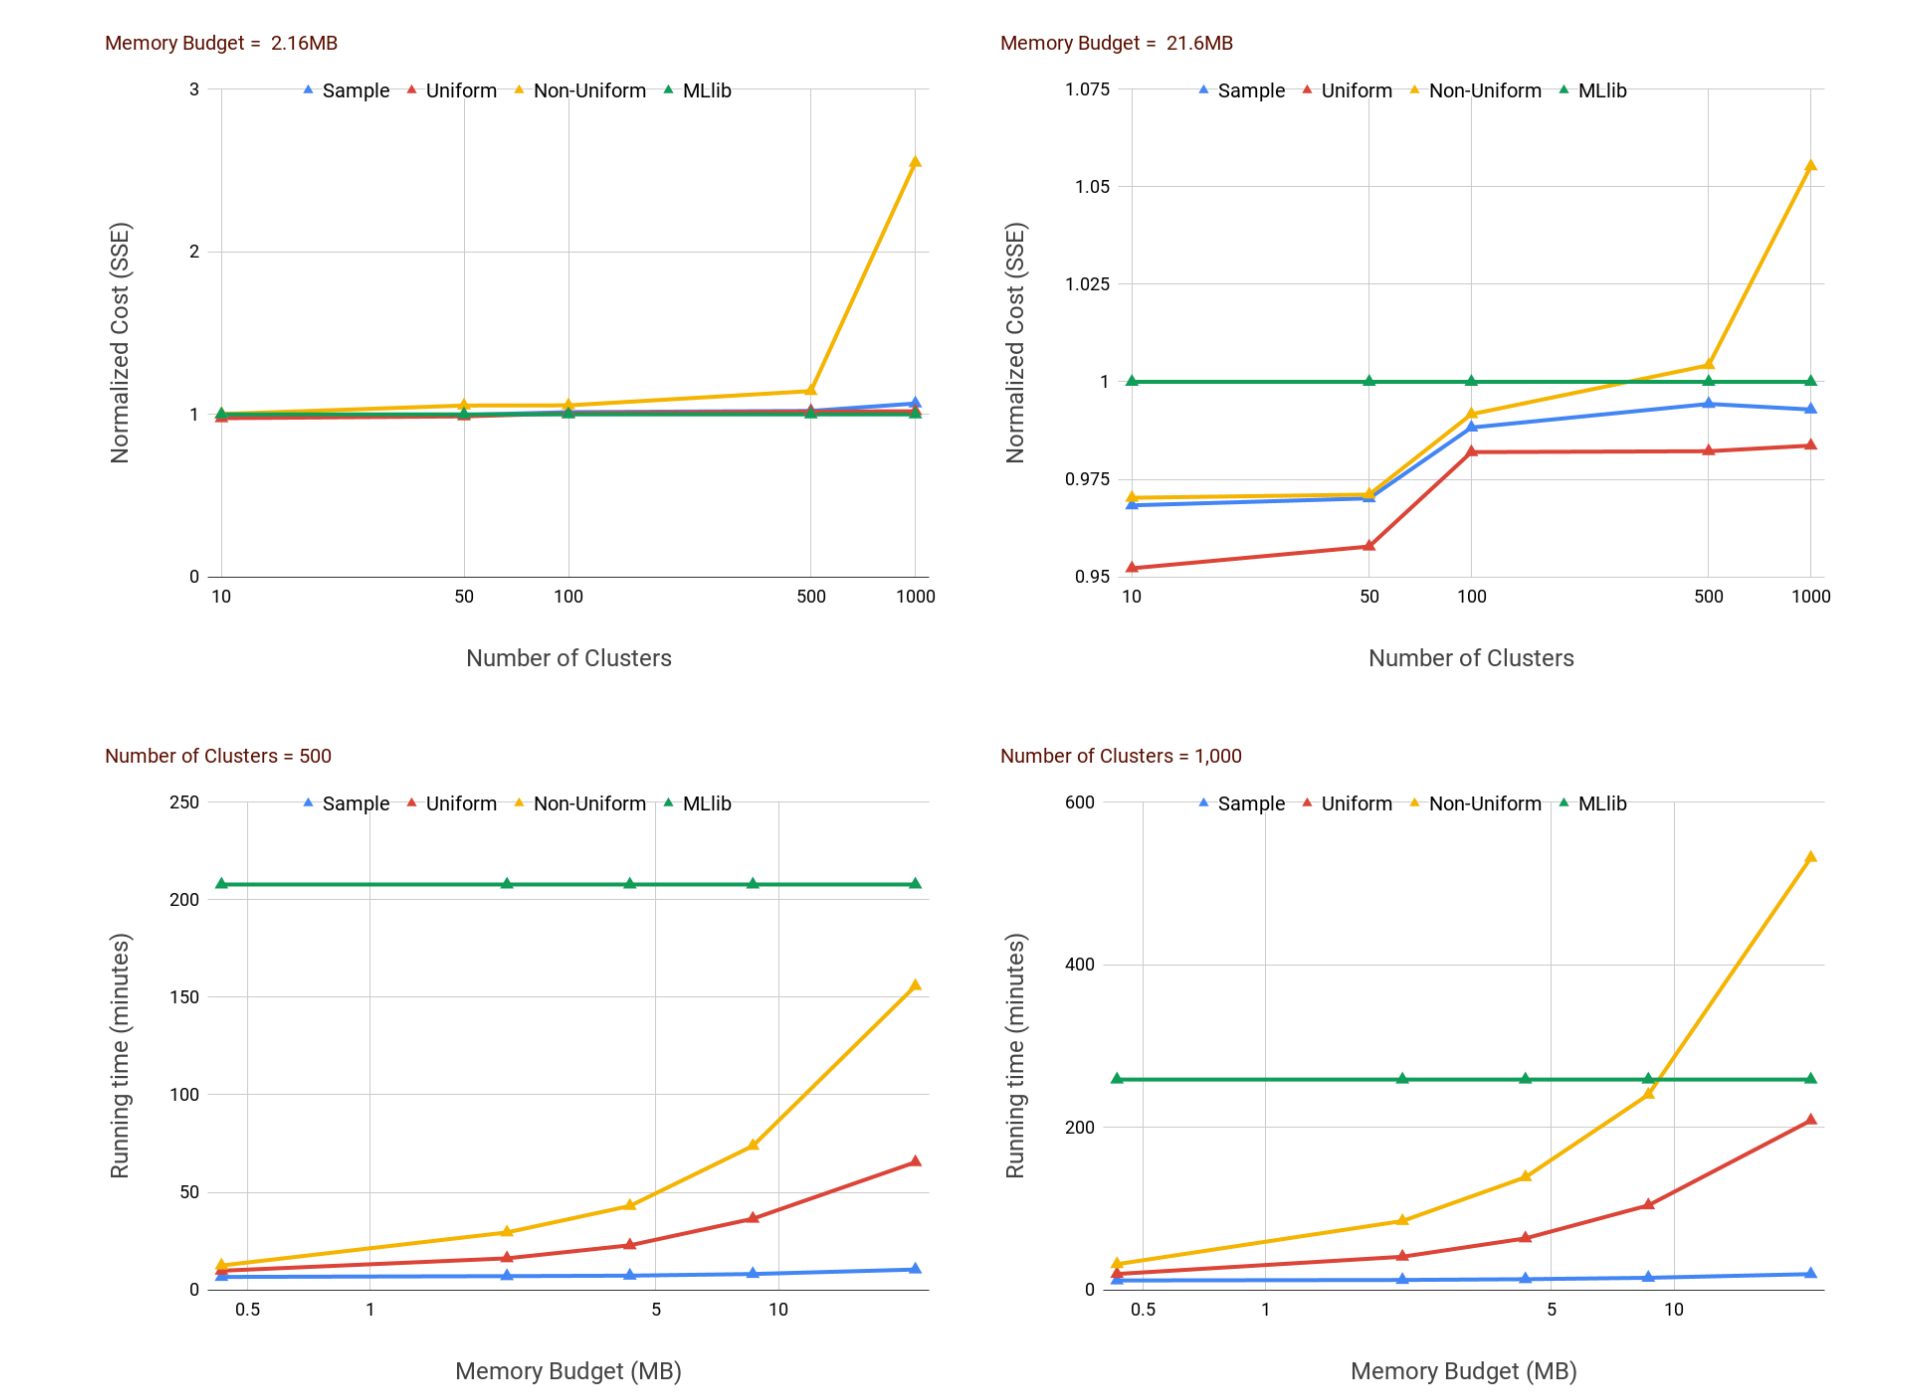 Memory Budget =  2.16MB
Sample Uniform Non-Uniform MLlib
3
2
1
0
Normalized Cost (SSE)
10 50 100 500 1000
Number of Clusters
Memory Budget =  21.6MB
Sample Uniform Non-Uniform MLlib
1.075
1.05
1.025
1
0.975
0.95
Normalized Cost (SSE)
10 50 100 500 1000
Number of Clusters
Number of Clusters = 500
Sample Uniform Non-Uniform MLlib
250
200
150
100
50
0
Running time (minutes)
0.5 1 5 10
Memory Budget (MB)
Number of Clusters = 1,000
Sample Uniform Non-Uniform MLlib
600
400
200
0
Running time (minutes)
0.5 1 5 10
Memory Budget (MB)